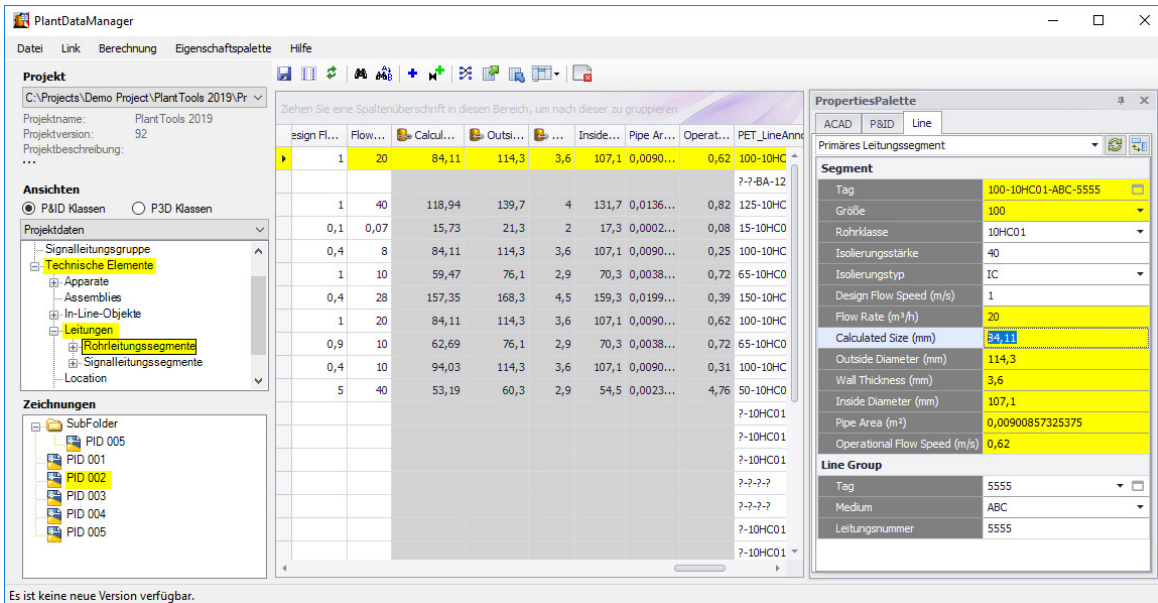 PlantDataManager
Datei Link Berechnung Eigenschaftspalette Hilfe
Projekt
C:\Projects\Demo Project\PlantTools 2019\Pr
Projektname: PlantTools 2019
Projektversion: 92
Projektbeschreibung:
...
Ansichten
P&ID Klassen P3D Klassen
Projektdaten
Signalleitungsgruppe
Technische Elemente
Apparate
Assemblies
In-Line-Objekte
Leitungen
Rohrleitungssegmente
Signalleitungssegmente
Location
Zeichnungen
SubFolder
PID 005
PID 001
PID 002
PID 003
PID 004
PID 005
Ziehen Sie eine Spaltenüberschrift in diesen Bereich, um nach dieser zu gruppieren
esign Fl... Flow... Calcul... Outsi... ... Inside... Pipe Ar... Operat... PET_LineAnno
1 20 84,11 114,3 3,6 107,1 0,0090... 0,62 100-10HC
?-?-BA-12
1 40 118,94 139,7 4 131,7 0,0136... 0,82 125-10HC
0,1 0,07 15,73 21,3 2 17,3 0,0002... 0,08 15-10HC0
0,4 8 84,11 114,3 3,6 107,1 0,0090... 0,25 100-10HC
1 10 59,47 76,1 2,9 70,3 0,0038... 0,72 65-10HC0
0,4 28 157,35 168,3 4,5 159,3 0,0199... 0,39 150-10HC
1 20 84,11 114,3 3,6 107,1 0,0090... 0,62 100-10HC
0,9 10 62,69 76,1 2,9 70,3 0,0038... 0,72 65-10HC0
0,4 10 94,03 114,3 3,6 107,1 0,0090... 0,31 100-10HC
5 40 53,19 60,3 2,9 54,5 0,0023... 4,76 50-10HC0
?-10HC01
?-10HC01
?-10HC01
?-?-?-?
?-?-?-?
?-10HC01
?-10HC01
PropertiesPalette
ACAD P&ID Line
Primäres Leitungssegment
Segment
Tag 100-10HC01-ABC-5555
Größe 100
Rohrklasse 10HC01
Isolierungsstärke 40
Isolierungstyp IC
Design Flow Speed (m/s) 1
Flow Rate (m³/h) 20
Calculated Size (mm) 84,11
Outside Diameter (mm) 114,3
Wall Thickness (mm) 3,6
Inside Diameter (mm) 107,1
Pipe Area (m²) 0,00900857325375
Operational Flow Speed (m/s) 0,62
Line Group
Tag 5555
Medium ABC
Leitungsnummer 5555
Es ist keine neue Version verfügbar.